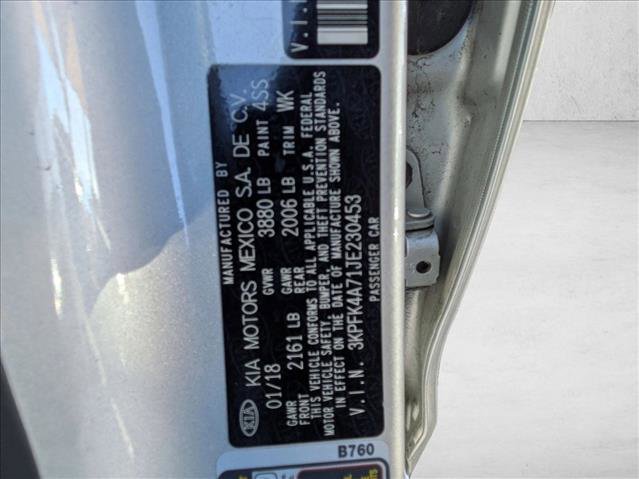 V.I.N
MANUFACTURED BY
KIA KIA MOTORS MEXICO S.A. DE C.V.
01/18 GVWR 3880 LB PAINT 4SS
GAWR FRONT 2161 LB GAWR REAR 2006 LB TRIM WK
THIS VEHICLE CONFORMS TO ALL APPLICABLE U.S.A. FEDERAL
MOTOR VEHICLE SAFETY, BUMPER, AND THEFT PREVENTION STANDARDS
IN EFFECT ON THE DATE OF MANUFACTURE SHOWN ABOVE.
V.I.N. 3KPFK4A71JE230453
PASSENGER CAR
B760